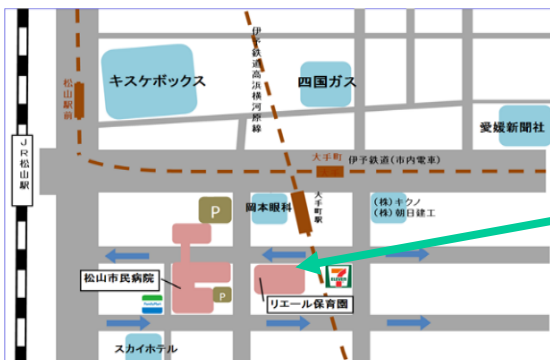 キスケボックス
伊予鉄道高浜横河原線
四国ガス
松山駅前
愛媛新聞社
JR松山駅
大手町
伊予鉄道(市内電車)
P
岡本眼科
大手町駅
(株)キクノ
(株)朝日建工
松山市民病院
P
7
ELEVEN
リエール保育園
スカイホテル